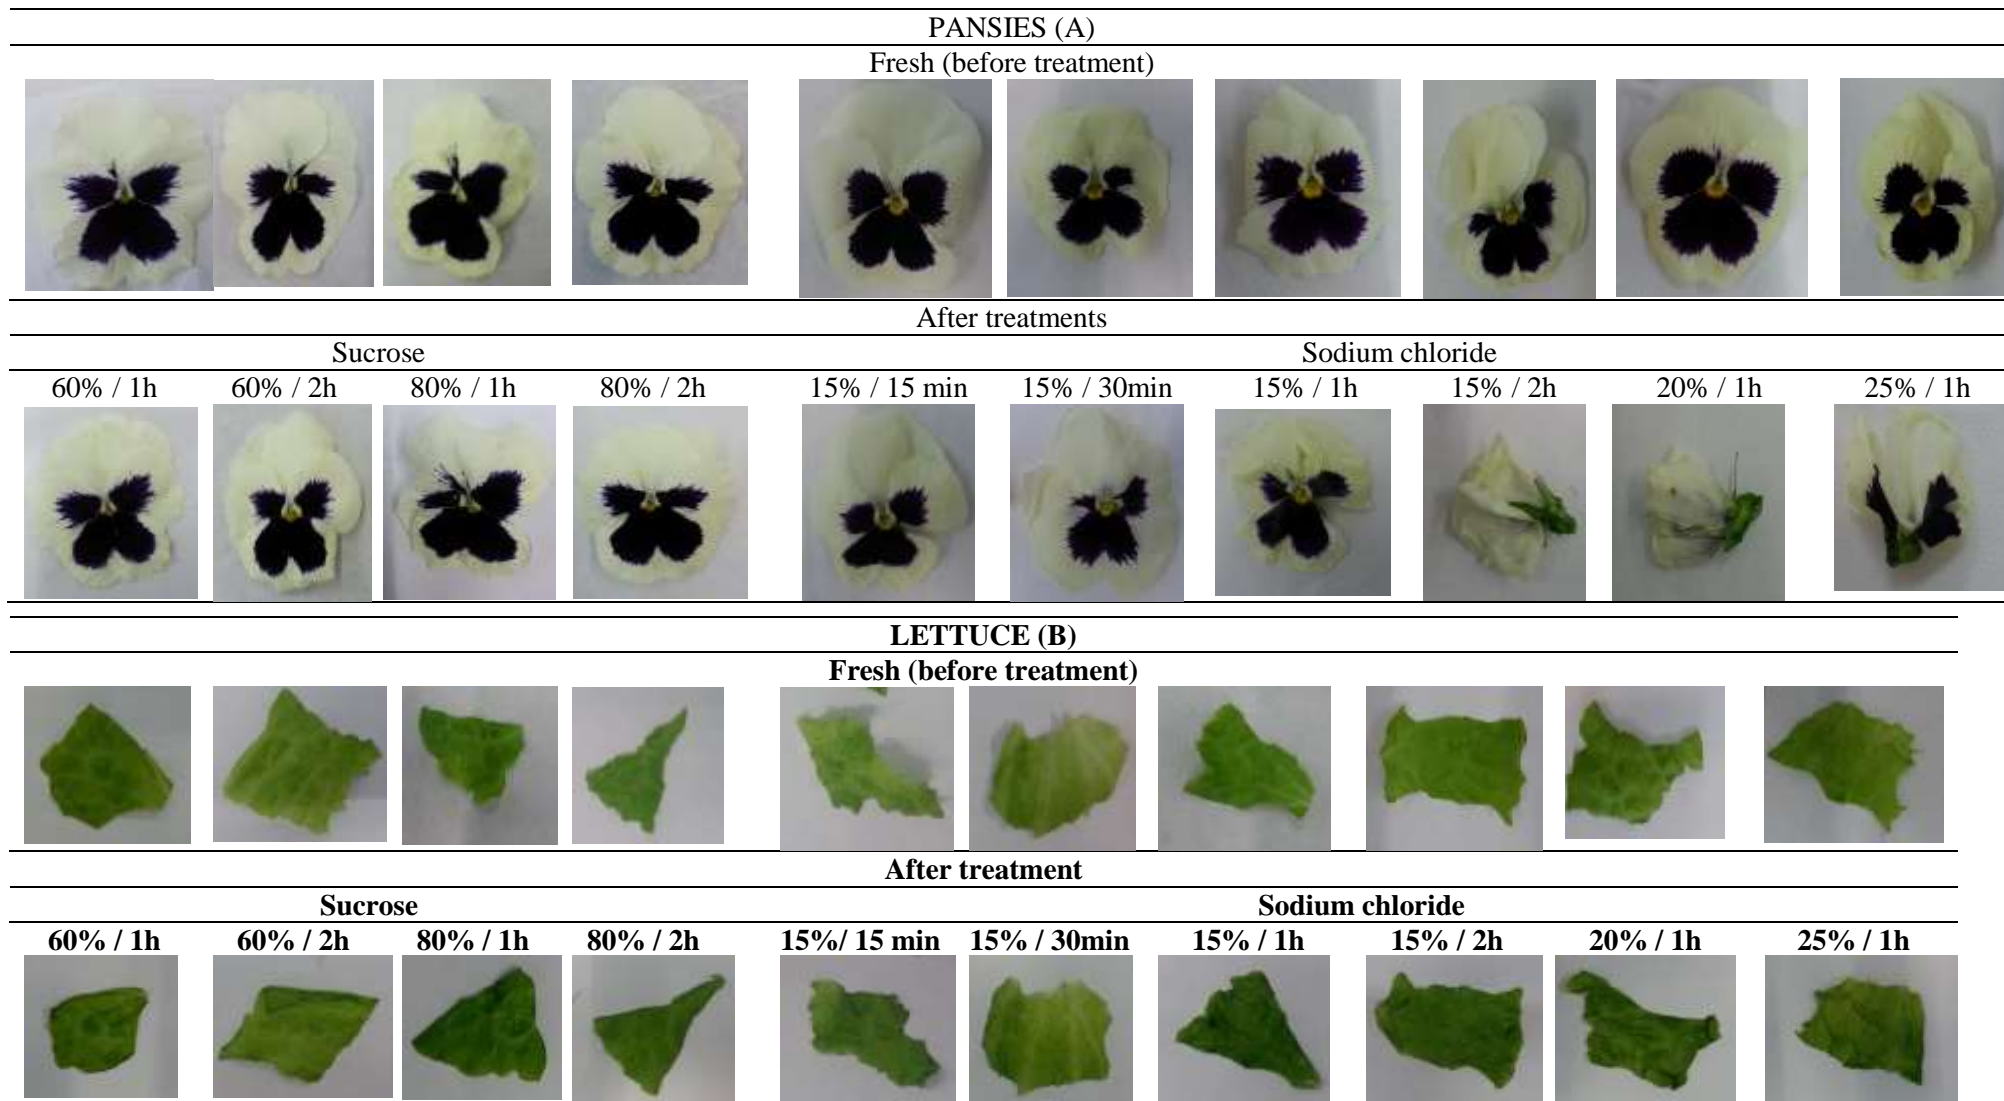 PANSIES (A)
Fresh (before treatment)
After treatments
Sucrose Sodium chloride
60% / 1h 60% / 2h 80% / 1h 80% / 2h 15% / 15 min 15% / 30min 15% / 1h 15% / 2h 20% / 1h 25% / 1h
LETTUCE (B)
Fresh (before treatment)
After treatment
Sucrose Sodium chloride
60% / 1h 60% / 2h 80% / 1h 80% / 2h 15%/ 15 min 15% / 30min 15% / 1h 15% / 2h 20% / 1h 25% / 1h